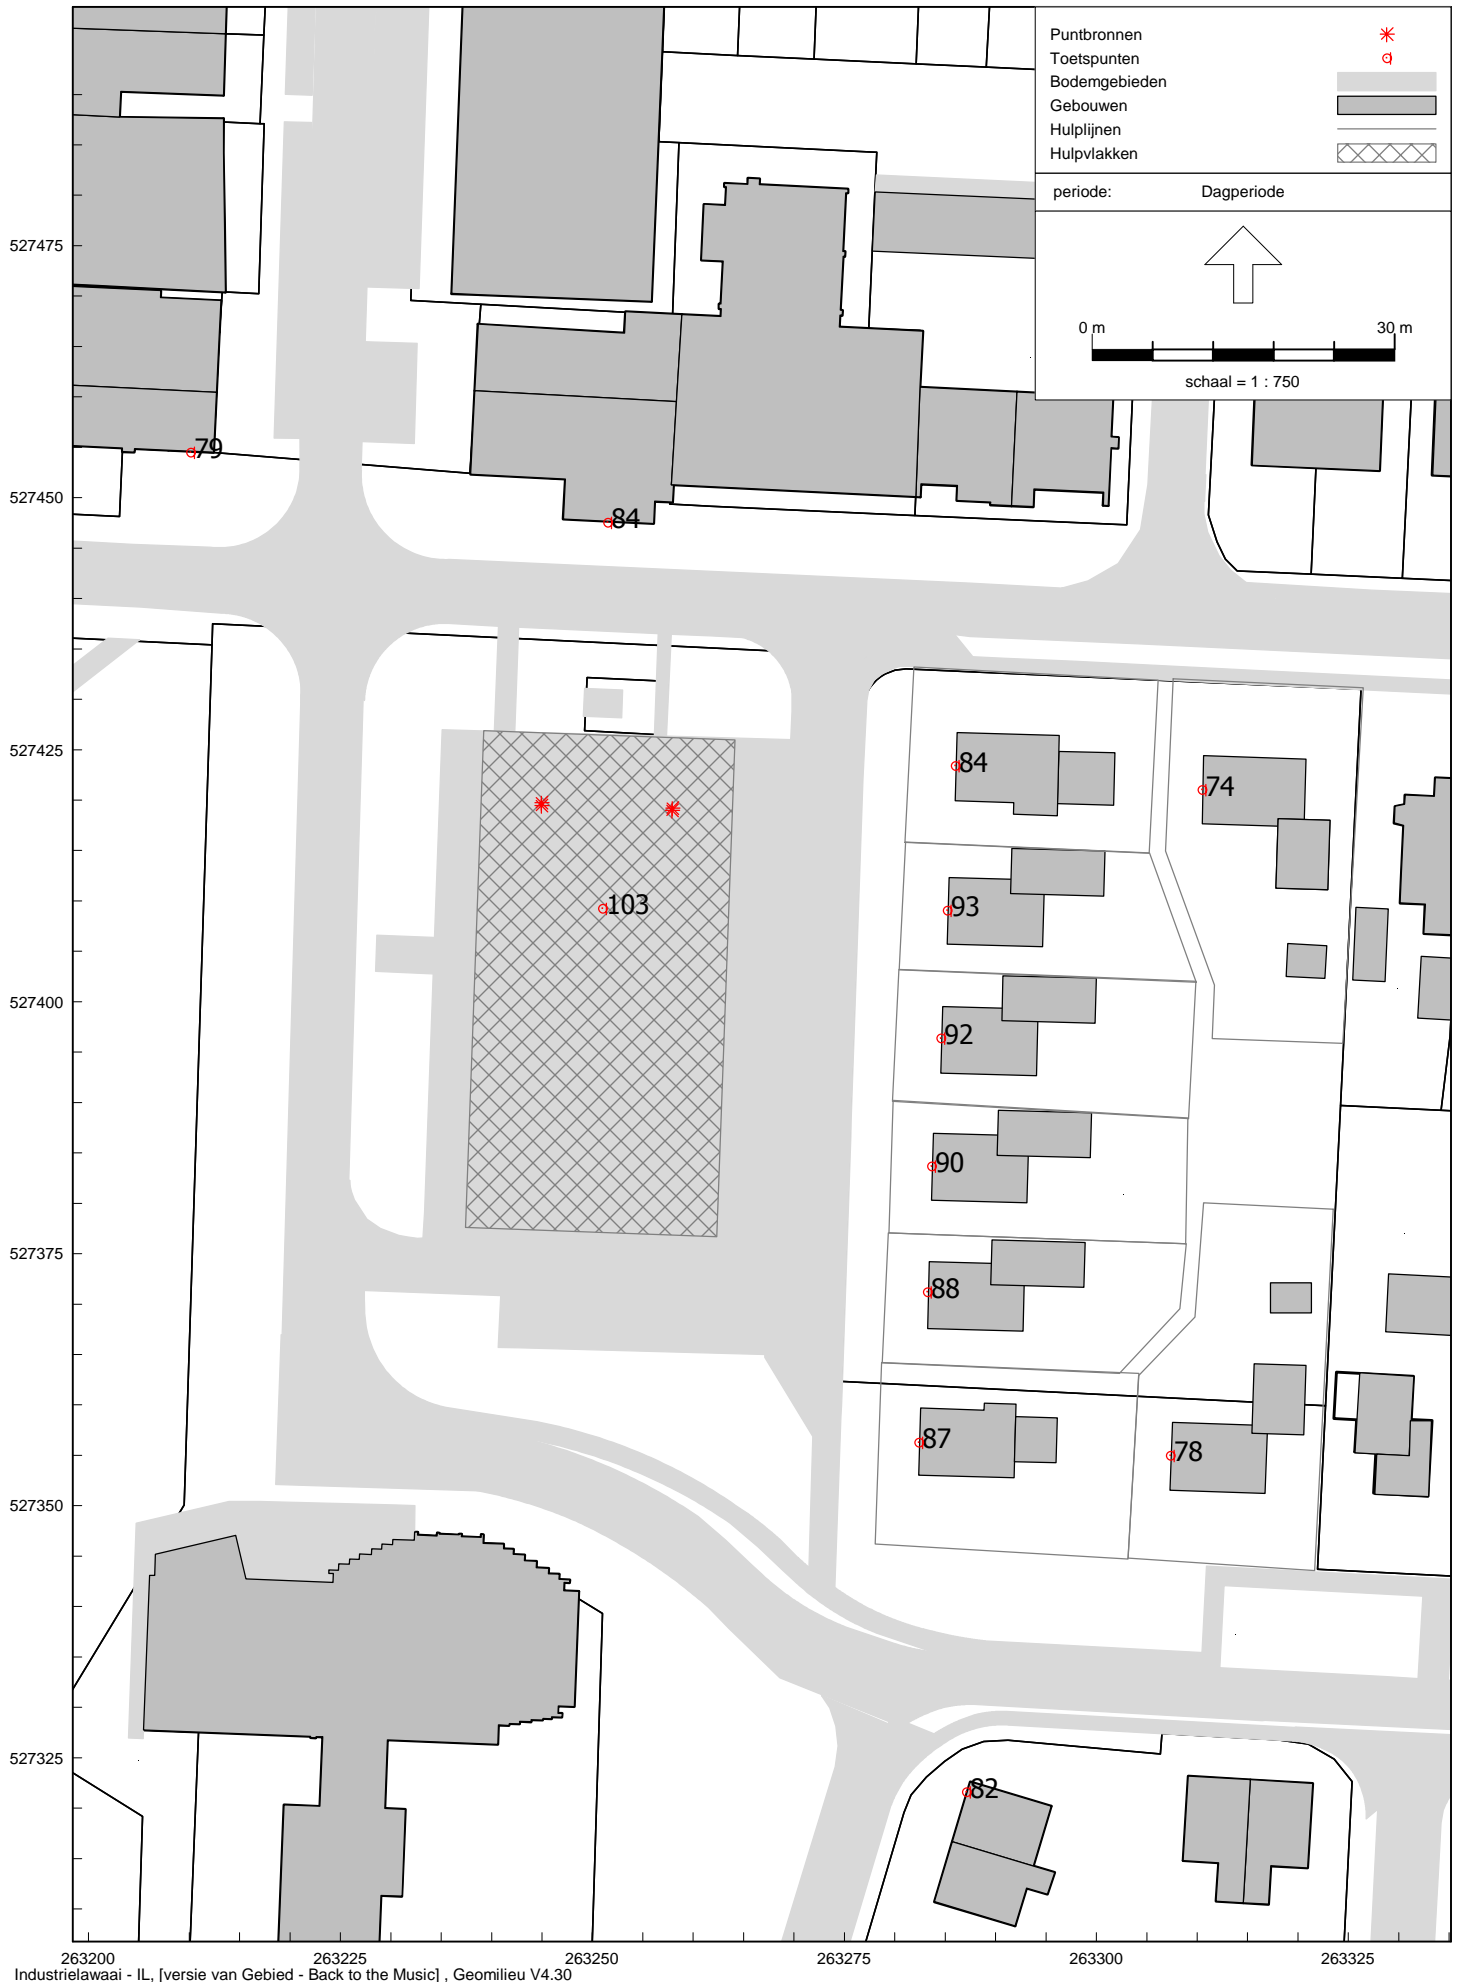 Puntbronnen
Toetspunten
Bodemgebieden
Gebouwen
Hulplijnen
Hulpvlakken
periode: Dagperiode
0 m 30 m
schaal = 1 : 750
527475
79
527450
84
527425
84
74
103
93
527400
92
90
527375
88
87
78
527350
527325
82
263200 263225 263250 263275 263300 263325
Industrielawaai - IL, [versie van Gebied - Back to the Music] , Geomilieu V4.30